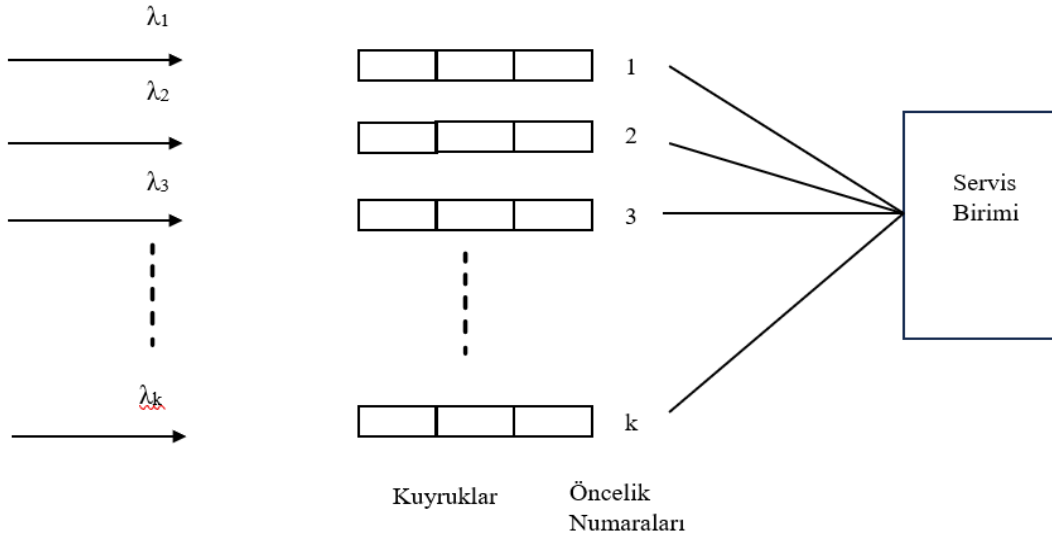 λ1
1
λ2
2
Servis
Birimi
λ3
3
λk
k
Kuyruklar
Öncelik
Numaraları